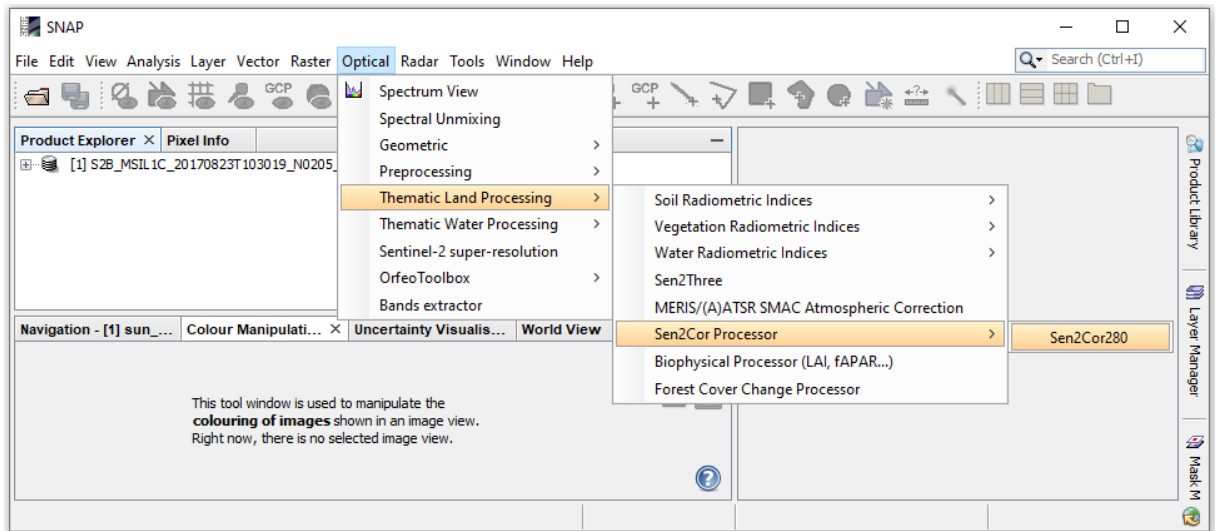 SNAP
File Edit View Analysis Layer Vector Raster Optical Radar Tools Window Help
Search (Ctrl+I)
GCP
GCP
Spectrum View
Spectral Unmixing
Geometric
Preprocessing
Thematic Land Processing
Thematic Water Processing
Sentinel-2 super-resolution
OrfeoToolbox
Bands extractor
Soil Radiometric Indices
Vegetation Radiometric Indices
Water Radiometric Indices
Sen2Three
MERIS/(A)ATSR SMAC Atmospheric Correction
Sen2Cor Processor
Biophysical Processor (LAI, fAPAR...)
Forest Cover Change Processor
Sen2Cor280
Product Explorer Pixel Info
[1] S2B_MSIL1C_20170823T103019_N0205_
Navigation - [1] sun_... Colour Manipulati... Uncertainty Visualis... World View
This tool window is used to manipulate the
colouring of images shown in an image view.
Right now, there is no selected image view.
Product Library
Layer Manager
Mask M